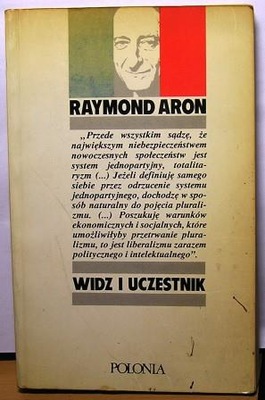 RAYMOND ARON
„Przede wszystkim sądzę, że
największym niebezpieczeństwem
nowoczesnych społeczeństw jest
system jednopartyjny, totalita-
ryzm (...) Jeżeli definiuję samego
siebie przez odrzucenie systemu
jednopartyjnego, dochodzę w spo-
sób naturalny do pojęcia plurali-
zmu. (...) Poszukuję warunków
ekonomicznych i socjalnych, które
umożliwiłyby przetrwanie plura-
lizmu, to jest liberalizmu zarazem
politycznego i intelektualnego".
WIDZ I UCZESTNIK
POLONIA